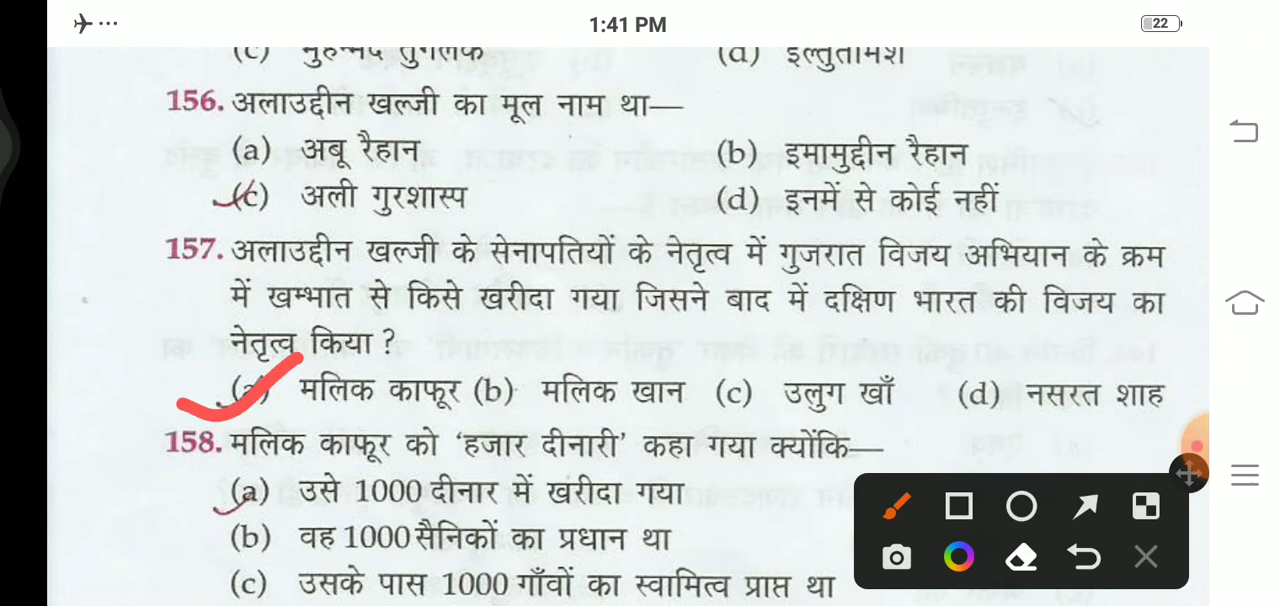 1:41 PM
22
(c) मुहम्मद तुगलक (d) इल्तुतमिश
156. अलाउद्दीन खल्जी का मूल नाम था—
(a) अबू रैहान (b) इमामुद्दीन रैहान
(c) अली गुरशास्प (d) इनमें से कोई नहीं
157. अलाउद्दीन खल्जी के सेनापतियों के नेतृत्व में गुजरात विजय अभियान के क्रम
में खम्भात से किसे खरीदा गया जिसने बाद में दक्षिण भारत की विजय का
नेतृत्व किया ?
(a) मलिक काफूर (b) मलिक खान (c) उलुग खाँ (d) नसरत शाह
158. मलिक काफूर को ‘हजार दीनारी’ कहा गया क्योंकि—
(a) उसे 1000 दीनार में खरीदा गया
(b) वह 1000 सैनिकों का प्रधान था
(c) उसके पास 1000 गाँवों का स्वामित्व प्राप्त था